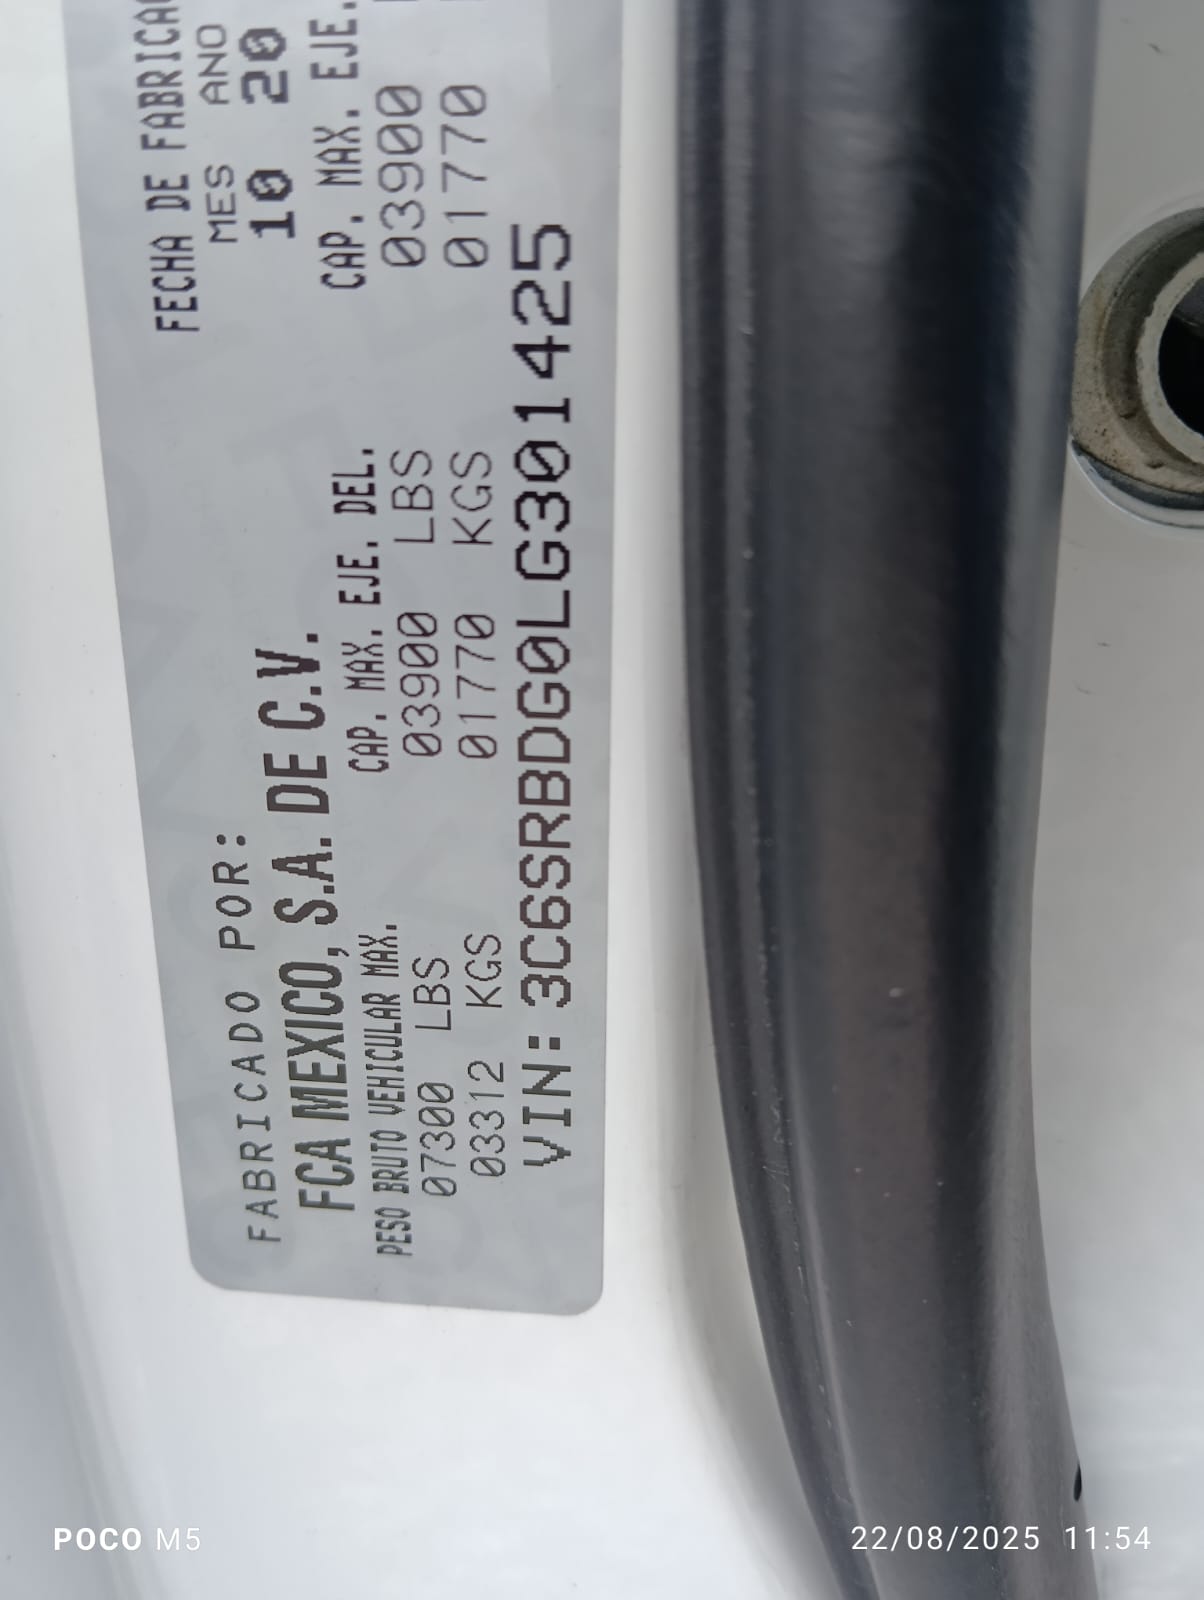 FABRICADO POR:
FECHA DE FABRICA
MES AÑO
FCA MEXICO, S.A. DE C.V.
10 20
PESO BRUTO VEHICULAR MAX.
CAP. MAX. EJE. DEL.
CAP. MAX. EJE.
07300 LBS
03900 LBS
03900
03312 KGS
01770 KGS
01770
VIN: 3C6SRBDG0LG301425
POCO M5
22/08/2025 11:54